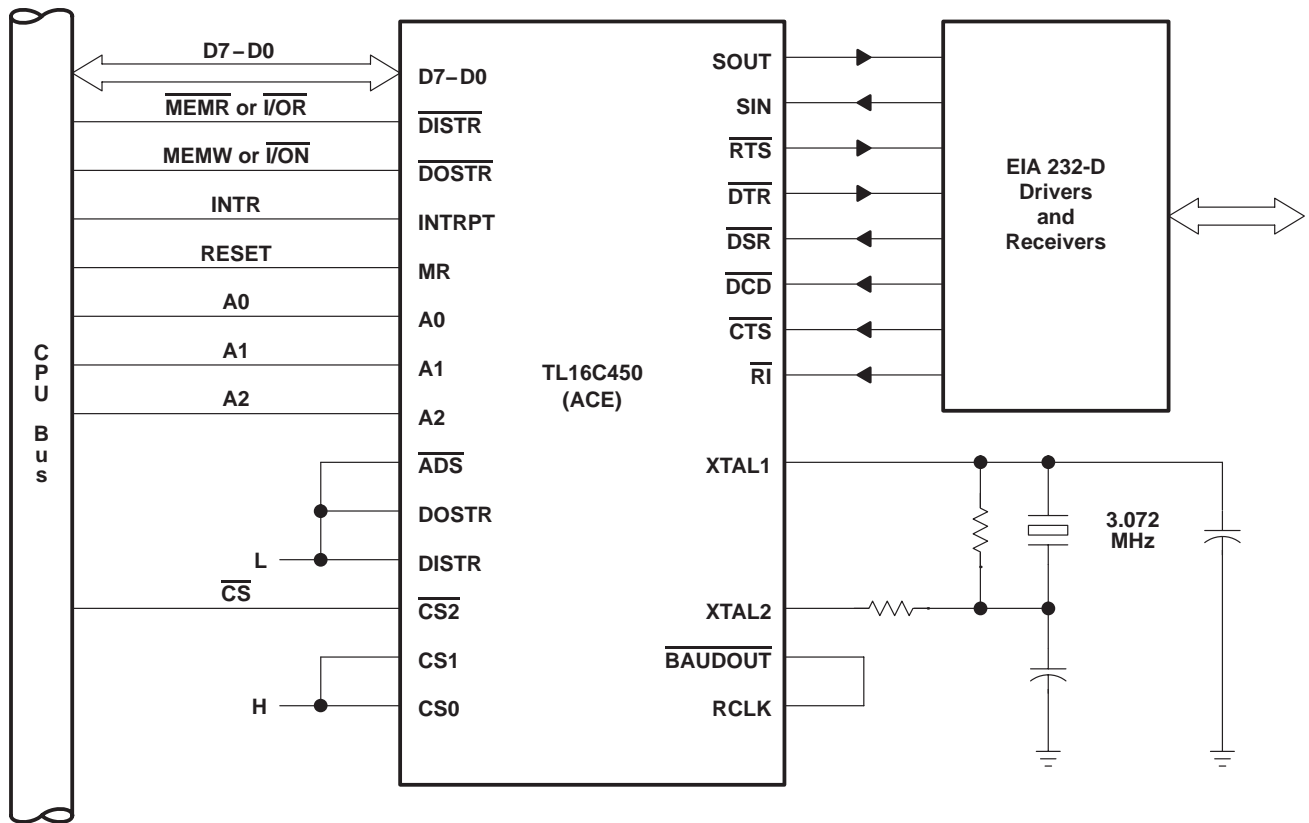 CPU Bus
D7–D0
MEMR or I/OR
MEMW or I/ON
INTR
RESET
A0
A1
A2
L
CS
H
D7–D0
DISTR
DOSTR
INTRPT
MR
A0
A1
A2
ADS
DOSTR
DISTR
CS2
CS1
CS0
TL16C450
(ACE)
SOUT
SIN
RTS
DTR
DSR
DCD
CTS
RI
XTAL1
XTAL2
BAUDOUT
RCLK
EIA 232-D
Drivers
and
Receivers
3.072
MHz